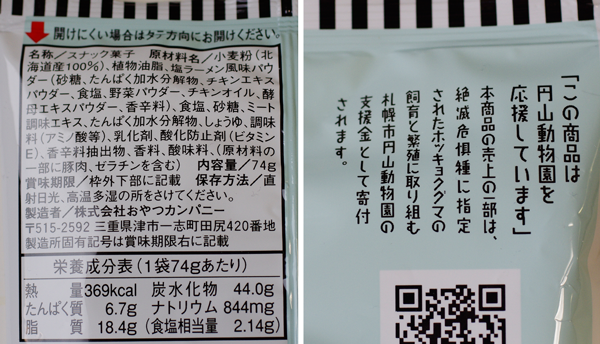 開けにくい場合はタテ方向にお開けください。
名称／スナック菓子　原材料名／小麦粉（北
海道産100%）、植物油脂、塩ラーメン風味パウ
ダー（砂糖、たんぱく加水分解物、チキンエキス
パウダー、食塩、野菜パウダー、チキンオイル、酵
母エキスパウダー、香辛料）、食塩、砂糖、ミート
調味エキス、たんぱく加水分解物、しょうゆ、調味
料（アミノ酸等）、乳化剤、酸化防止剤（ビタミン
E）、香辛料抽出物、香料、酸味料、（原材料の
一部に豚肉、ゼラチンを含む）　内容量／74g
賞味期限／枠外下部に記載　保存方法／直
射日光、高温多湿の所をさけてください。
製造者／株式会社おやつカンパニー
〒515-2592 三重県津市一志町田尻420番地
製造所固有記号は賞味期限右に記載
栄養成分表（1袋74gあたり）
熱　量 369kcal 炭水化物 44.0g
たんぱく質 6.7g ナトリウム 844mg
脂　質 18.4g （食塩相当量 2.14g）
「この商品は
円山動物園を
応援しています」
本商品の売上の一部は、
絶滅危惧種に指定
されたホッキョクグマの
飼育と繁殖に取り組む
札幌市円山動物園の
支援金として寄付
されます。